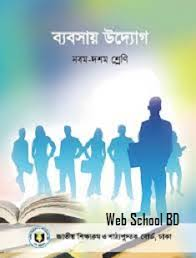 ব্যবসায় উদ্যোগ
নবম-দশম শ্রেণি
Web School BD
জাতীয় শিক্ষাক্রম ও পাঠ্যপুস্তক বোর্ড, ঢাকা